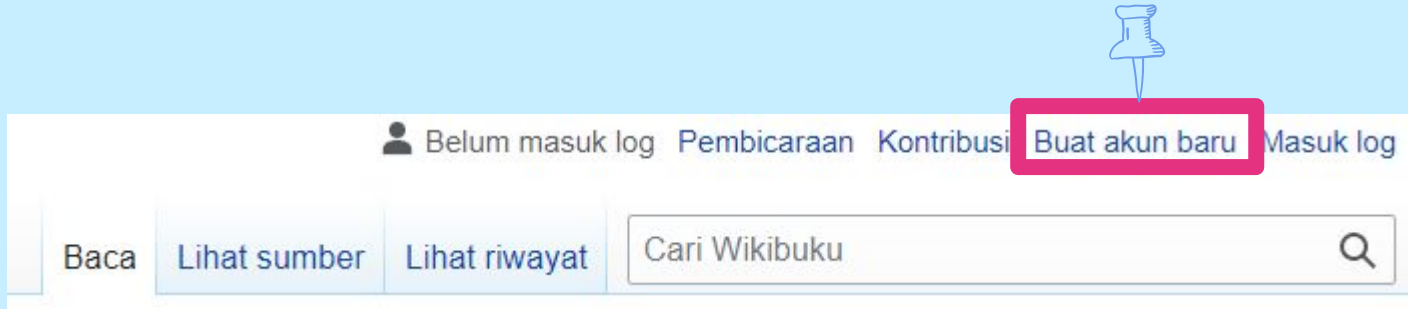 Belum masuk log Pembicaraan Kontribusi Buat akun baru Masuk log
Baca Lihat sumber Lihat riwayat Cari Wikibuku